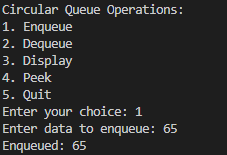 Circular Queue Operations:
1. Enqueue
2. Dequeue
3. Display
4. Peek
5. Quit
Enter your choice: 1
Enter data to enqueue: 65
Enqueued: 65